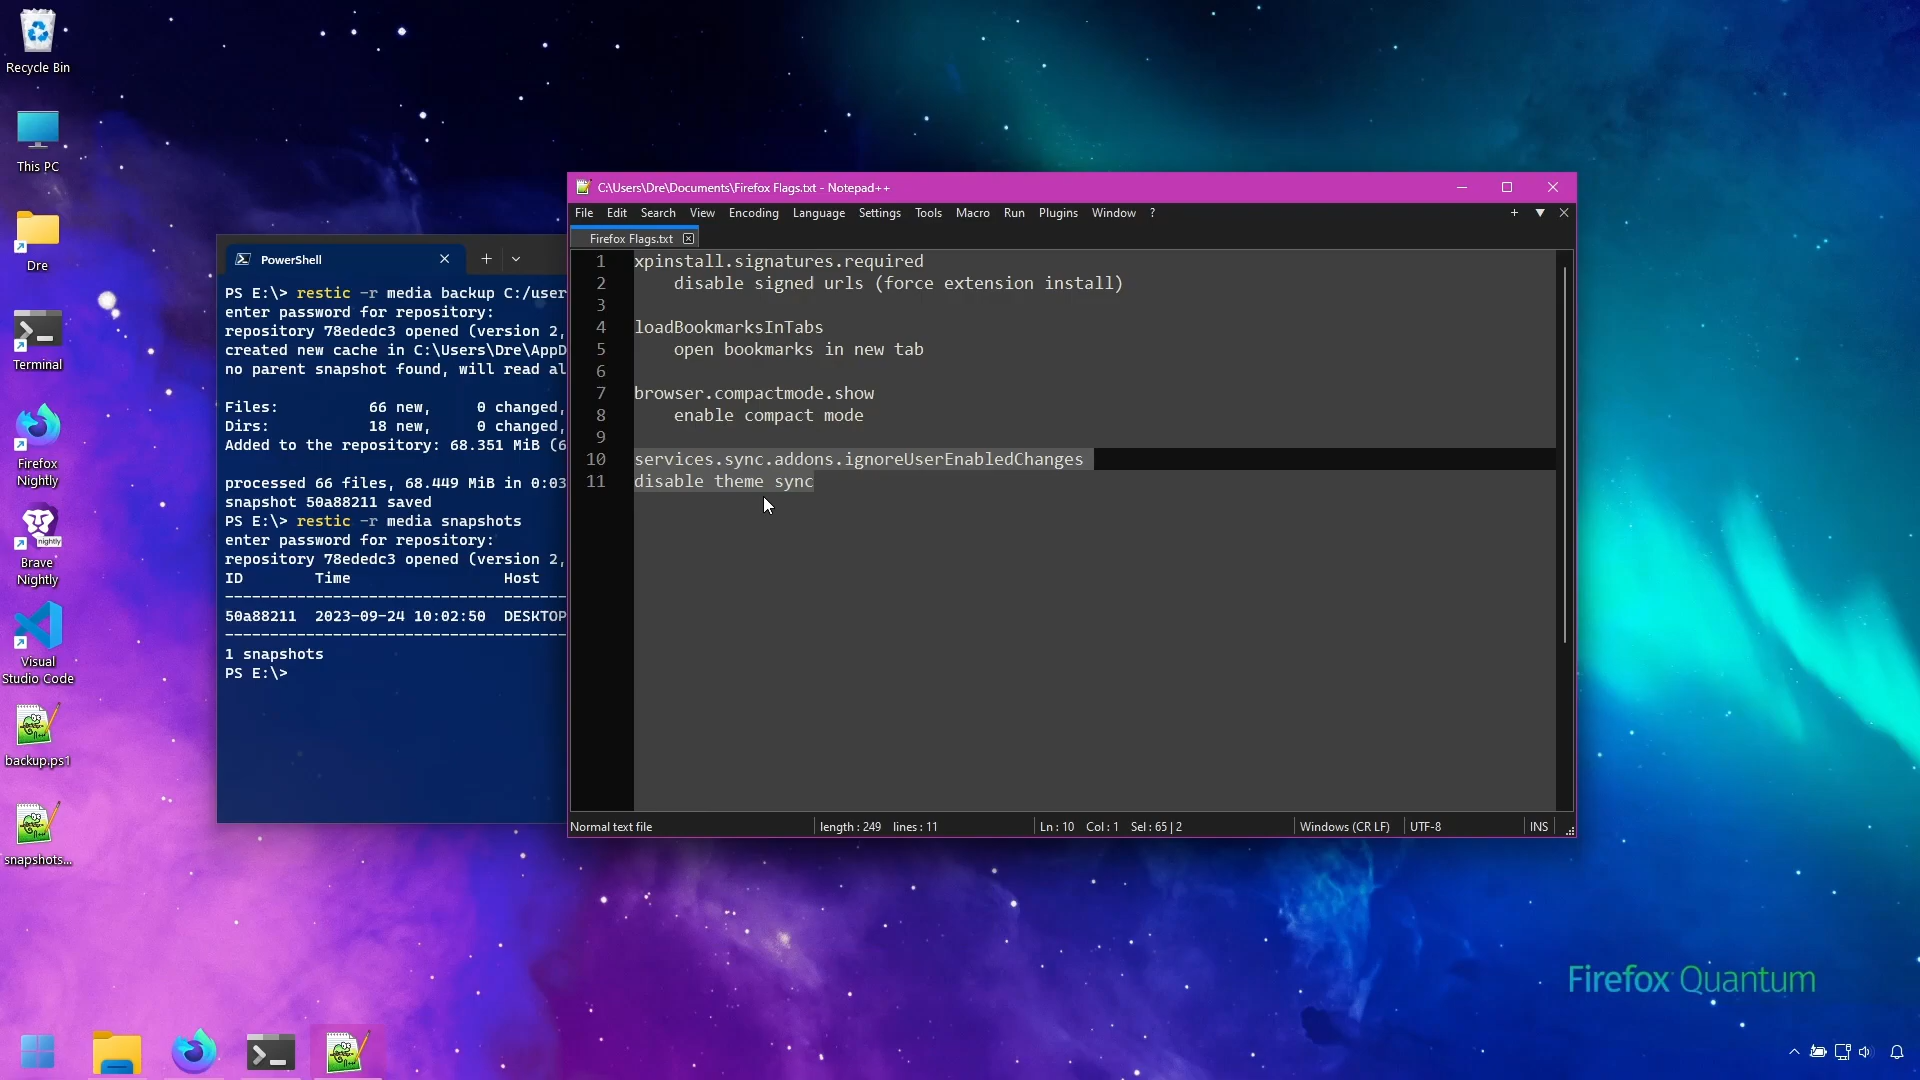 Recycle Bin
This PC
Dre
Terminal
Firefox
Nightly
nightly
Brave
Nightly
Visual
Studio Code
backup.ps1
snapshots...
PowerShell
PS E:\> restic -r media backup C:/user
enter password for repository:
repository 78ededc3 opened (version 2,
created new cache in C:\Users\Dre\AppD
no parent snapshot found, will read al
Files: 66 new, 0 changed,
Dirs: 18 new, 0 changed,
Added to the repository: 68.351 MiB (6
processed 66 files, 68.449 MiB in 0:03
snapshot 50a88211 saved
PS E:\> restic -r media snapshots
enter password for repository:
repository 78ededc3 opened (version 2,
ID Time Host
50a88211 2023-09-24 10:02:50 DESKTOP
1 snapshots
PS E:\>
C:\Users\Dre\Documents\Firefox Flags.txt - Notepad++
File Edit Search View Encoding Language Settings Tools Macro Run Plugins Window ?
Firefox Flags.txt
1 xpinstall.signatures.required
2 disable signed urls (force extension install)
3
4 loadBookmarksInTabs
5 open bookmarks in new tab
6
7 browser.compactmode.show
8 enable compact mode
9
10 services.sync.addons.ignoreUserEnabledChanges
11 disable theme sync
Normal text file length : 249 lines : 11 Ln : 10 Col : 1 Sel : 65 | 2 Windows (CR LF) UTF-8 INS
Firefox Quantum